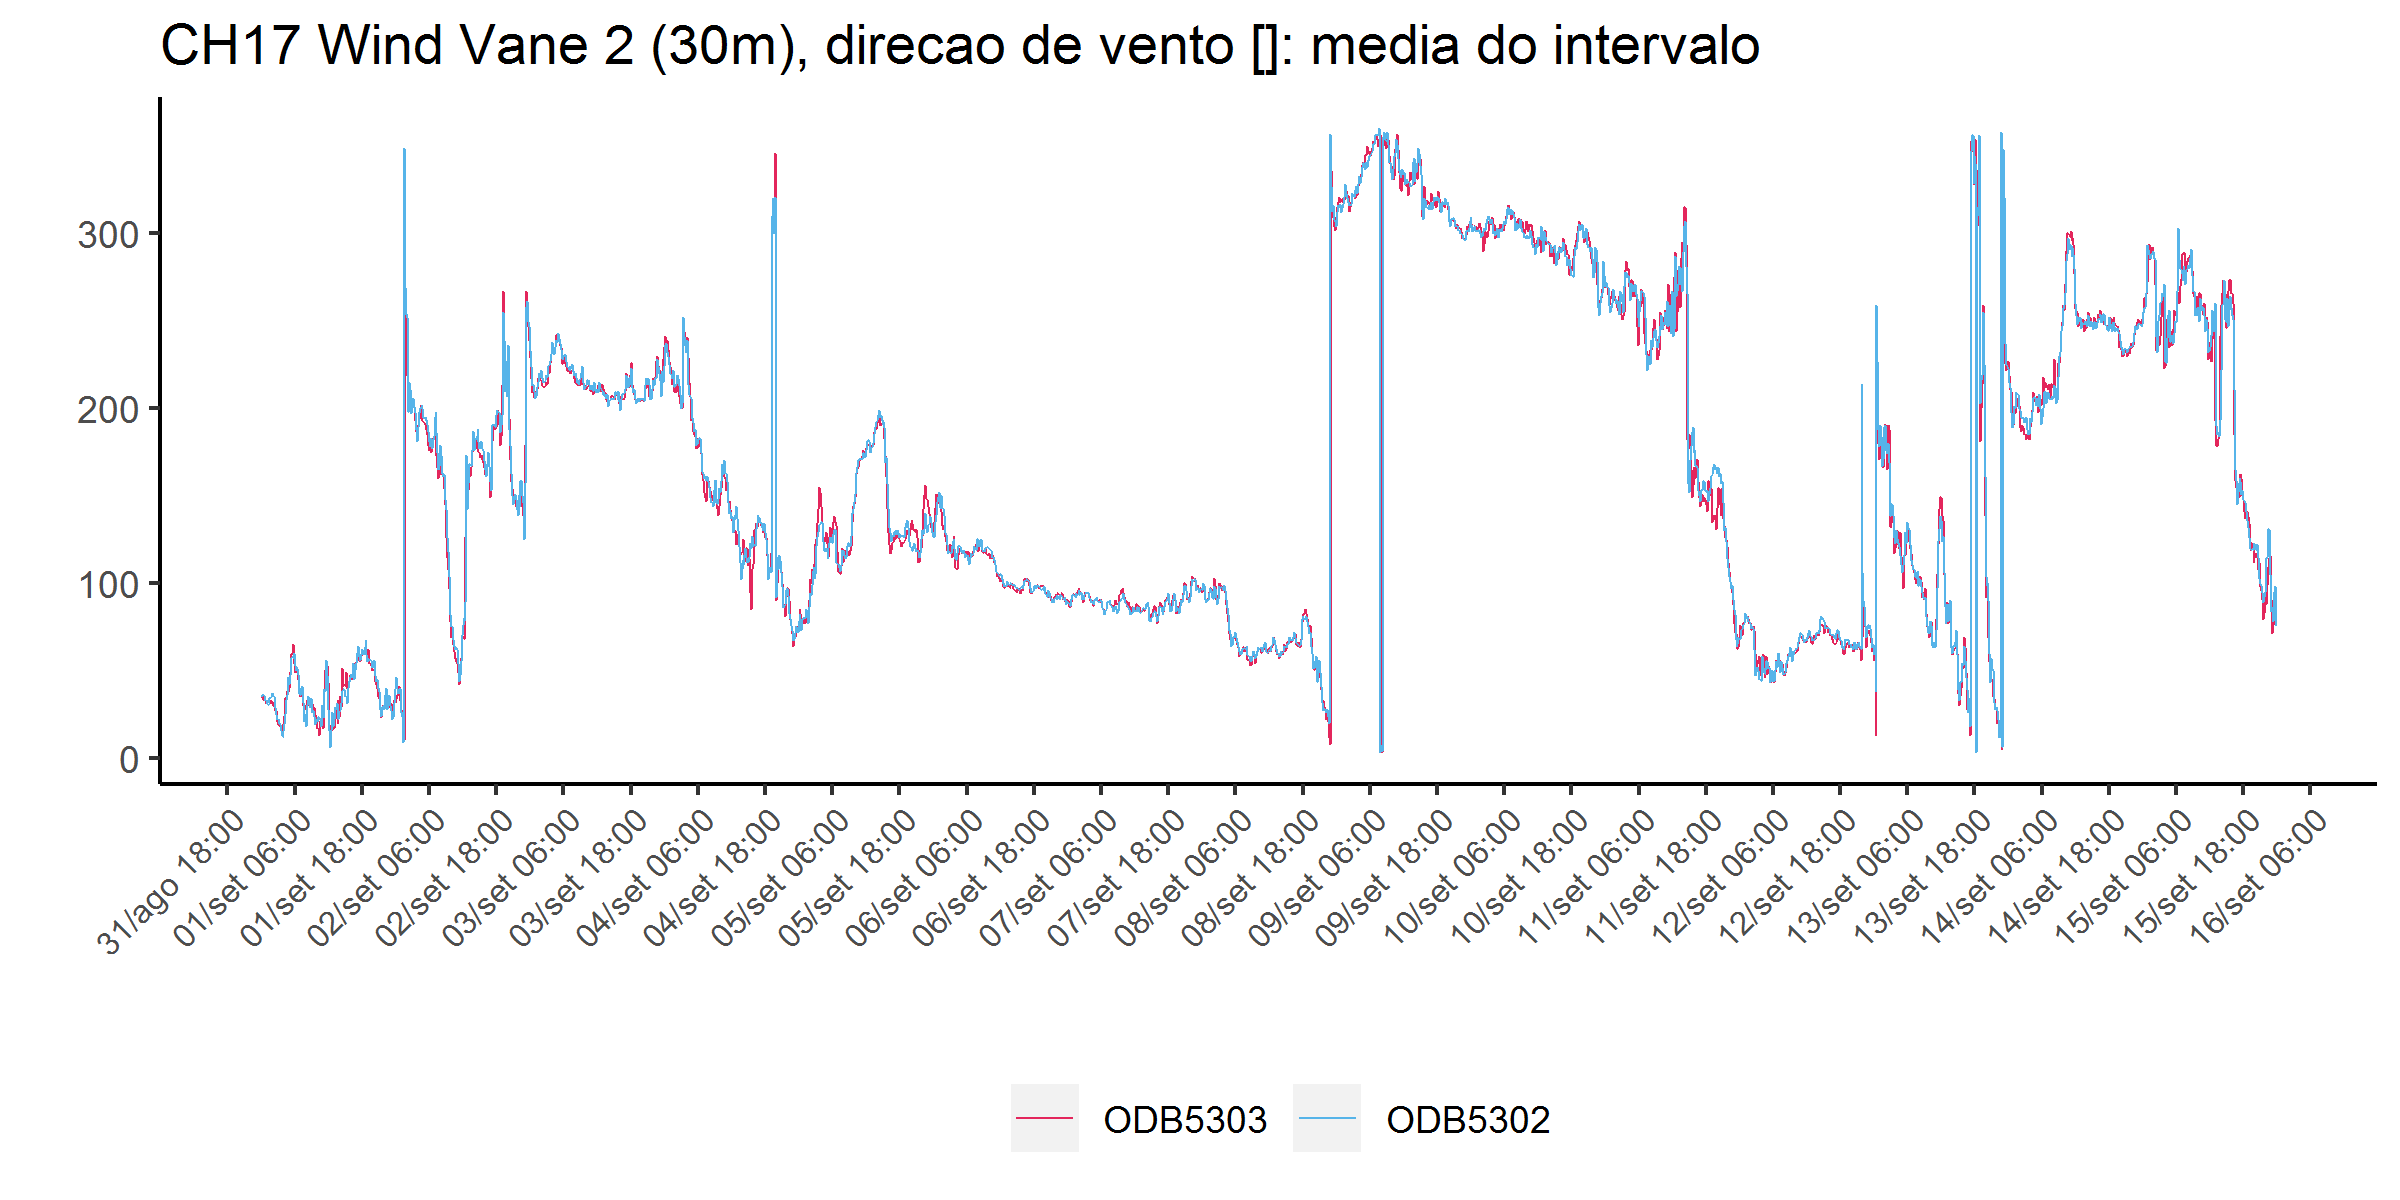 CH17 Wind Vane 2 (30m), direcao de vento []: media do intervalo
300
200
100
0
31/ago 18:00
01/set 06:00
01/set 18:00
02/set 06:00
02/set 18:00
03/set 06:00
03/set 18:00
04/set 06:00
04/set 18:00
05/set 06:00
05/set 18:00
06/set 06:00
06/set 18:00
07/set 06:00
07/set 18:00
08/set 06:00
08/set 18:00
09/set 06:00
09/set 18:00
10/set 06:00
10/set 18:00
11/set 06:00
11/set 18:00
12/set 06:00
12/set 18:00
13/set 06:00
13/set 18:00
14/set 06:00
14/set 18:00
15/set 06:00
15/set 18:00
16/set 06:00
ODB5303 ODB5302